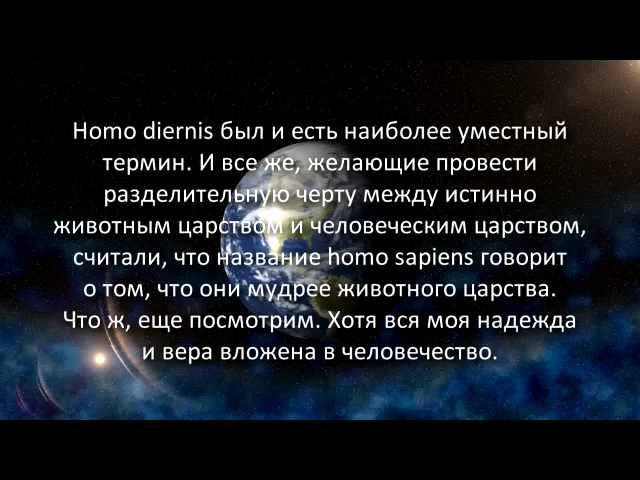 Homo diernis был и есть наиболее уместный
термин. И все же, желающие провести
разделительную черту между истинно
животным царством и человеческим царством,
считали, что название homo sapiens говорит
о том, что они мудрее животного царства.
Что ж, еще посмотрим. Хотя вся моя надежда
и вера вложена в человечество.